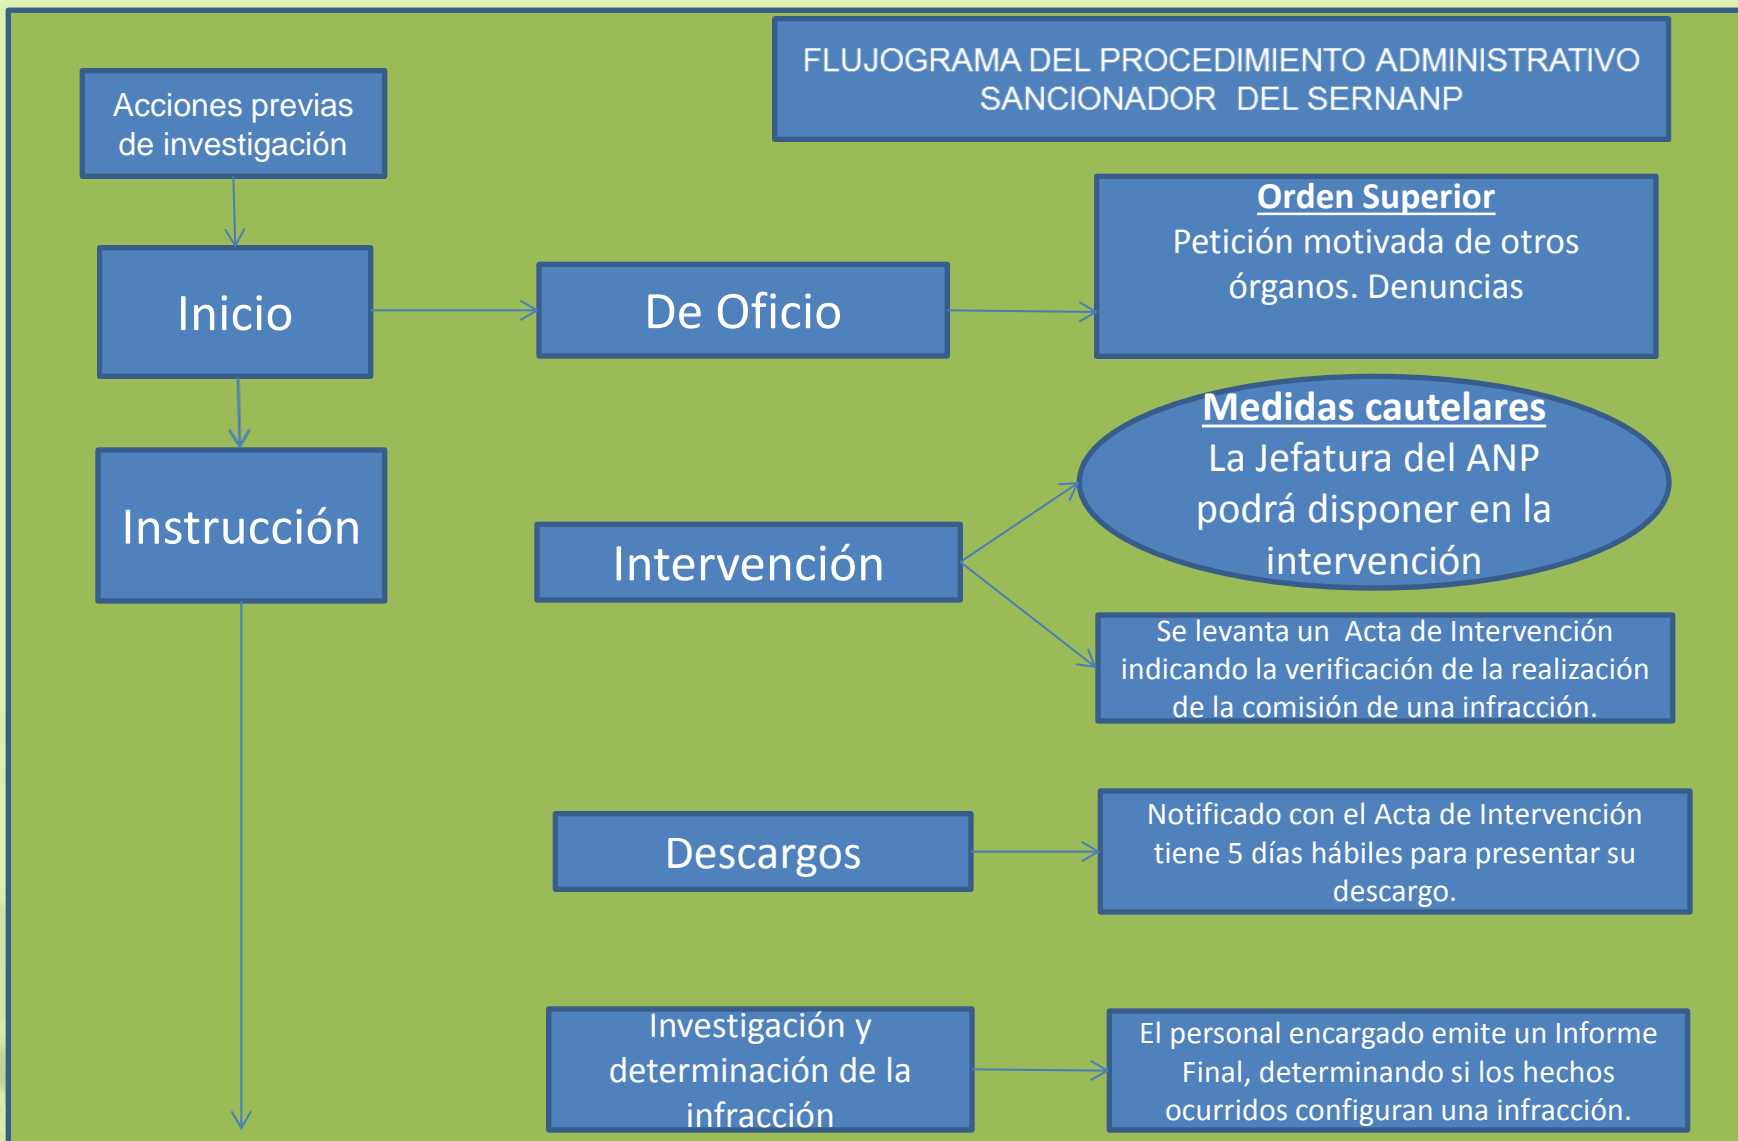 FLUJOGRAMA DEL PROCEDIMIENTO ADMINISTRATIVO
SANCIONADOR DEL SERNANP
Acciones previas
de investigación
Inicio
De Oficio
Orden Superior
Petición motivada de otros
órganos. Denuncias
Instrucción
Intervención
Medidas cautelares
La Jefatura del ANP
podrá disponer en la
intervención
Se levanta un Acta de Intervención
indicando la verificación de la realización
de la comisión de una infracción.
Descargos
Notificado con el Acta de Intervención
tiene 5 días hábiles para presentar su
descargo.
Investigación y
determinación de la
infracción
El personal encargado emite un Informe
Final, determinando si los hechos
ocurridos configuran una infracción.